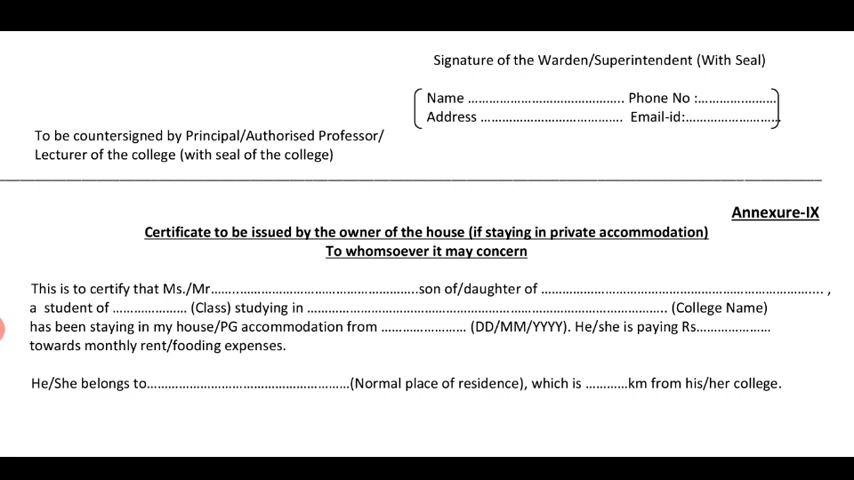 Signature of the Warden/Superintendent (With Seal)
Name ........................................... Phone No :......................
Address ....................................... Email-id:..........................
To be countersigned by Principal/Authorised Professor/
Lecturer of the college (with seal of the college)
Annexure-IX
Certificate to be issued by the owner of the house (if staying in private accommodation)
To whomsoever it may concern
This is to certify that Ms./Mr..........................................................son of/daughter of .............................................................................. ,
a student of .................... (Class) studying in .................................................................................................... (College Name)
has been staying in my house/PG accommodation from ....................... (DD/MM/YYYY). He/she is paying Rs.....................
towards monthly rent/fooding expenses.
He/She belongs to.........................................................(Normal place of residence), which is ............km from his/her college.